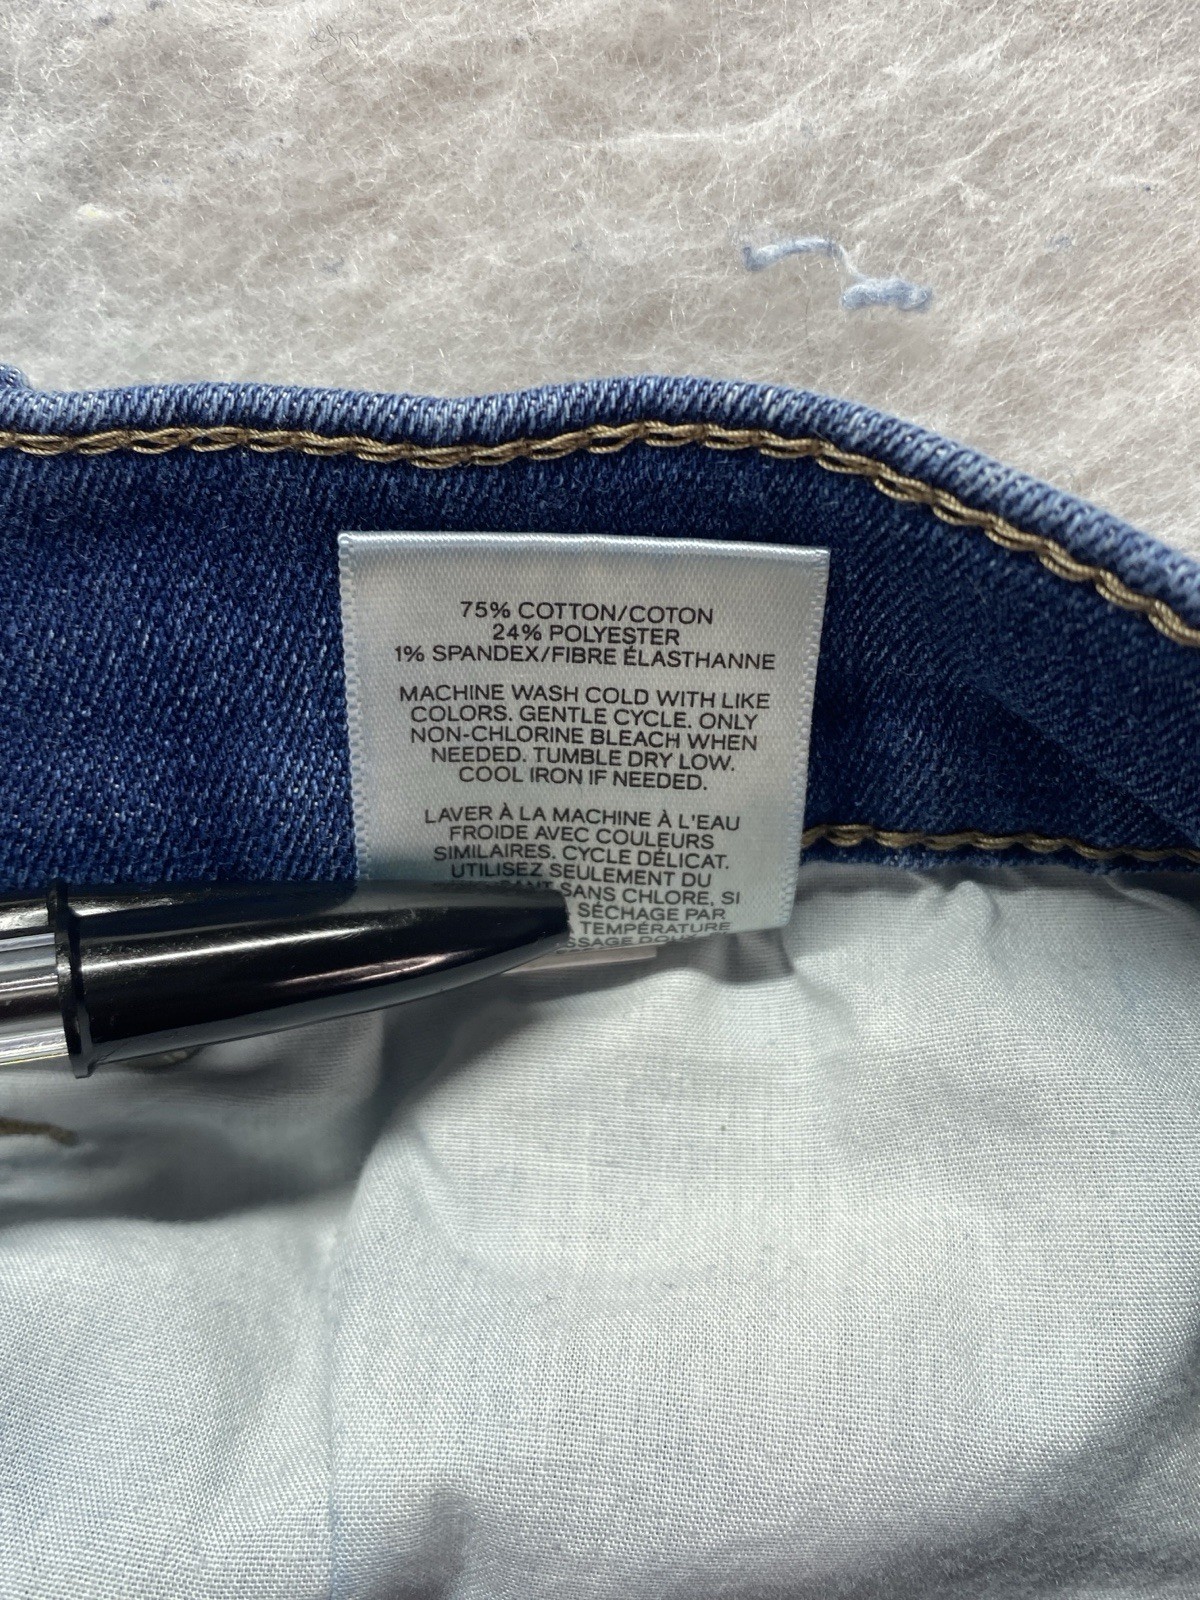 75% COTTON/COTON
24% POLYESTER
1% SPANDEX/FIBRE ÉLASTHANNE
MACHINE WASH COLD WITH LIKE
COLORS. GENTLE CYCLE. ONLY
NON-CHLORINE BLEACH WHEN
NEEDED. TUMBLE DRY LOW.
COOL IRON IF NEEDED.
LAVER À LA MACHINE À L'EAU
FROIDE AVEC COULEURS
SIMILAIRES. CYCLE DÉLICAT.
UTILISEZ SEULEMENT DU
SANS CHLORE, SI
SÉCHAGE PAR
TEMPÉRATURE